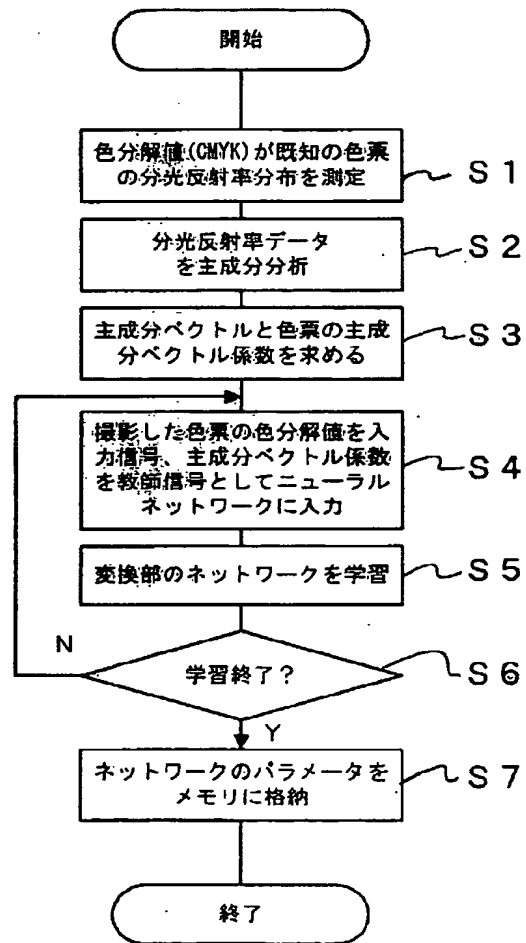 開始
色分解値(CMYK)が既知の色票
の分光反射率分布を測定
S1
分光反射率データ
を主成分分析
S2
主成分ベクトルと色票の主成
分ベクトル係数を求める
S3
撮影した色票の色分解値を入
力信号、主成分ベクトル係数
を教師信号としてニューラル
ネットワークに入力
S4
変換部のネットワークを学習
S5
N
学習終了?
S6
Y
ネットワークのパラメータを
メモリに格納
S7
終了